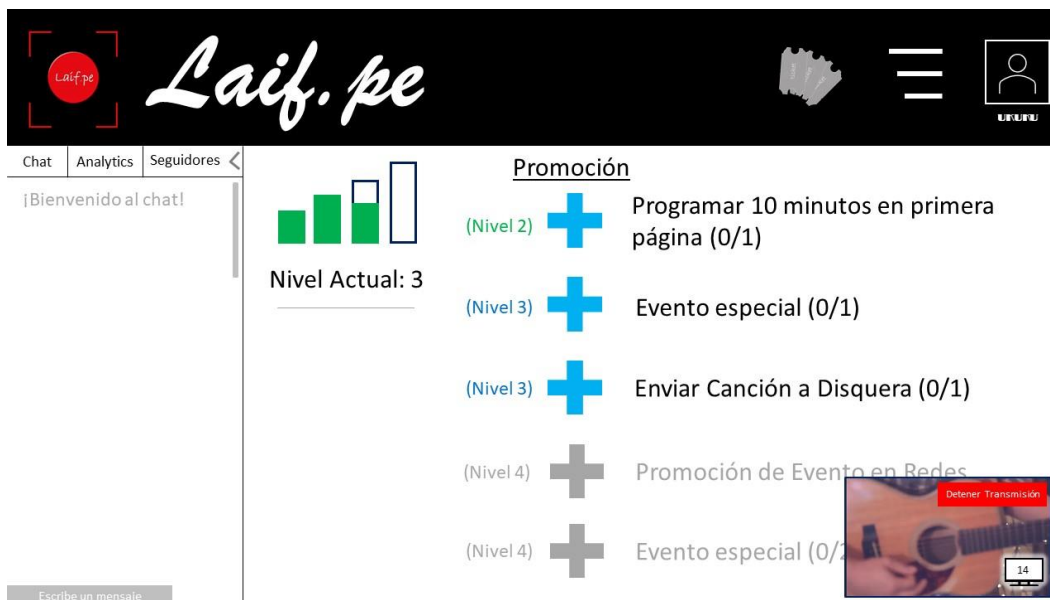 Laif.pe
Laif.pe
UKUKU
Chat
Analytics
Seguidores
¡Bienvenido al chat!
Escribe un mensaje
Nivel Actual: 3
Promoción
(Nivel 2)
Programar 10 minutos en primera
página (0/1)
(Nivel 3)
Evento especial (0/1)
(Nivel 3)
Enviar Canción a Disquera (0/1)
(Nivel 4)
Promoción de Evento en Redes
(Nivel 4)
Evento especial (0/
Detener Transmisión
14